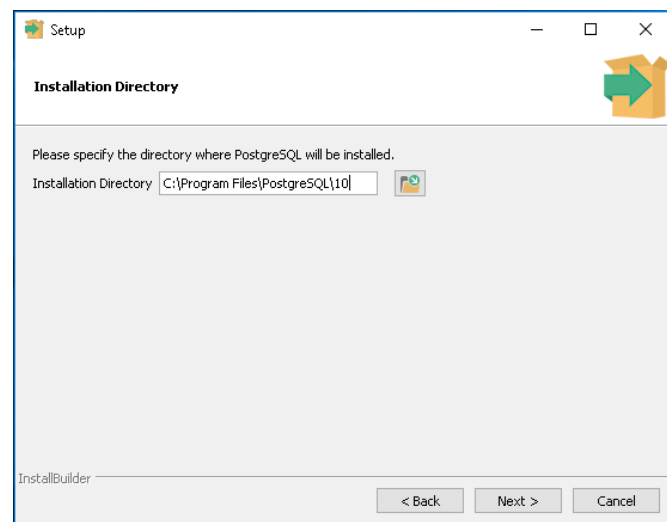 Setup
Installation Directory
Please specify the directory where PostgreSQL will be installed.
Installation Directory C:\Program Files\PostgreSQL\10
InstallBuilder
< Back Next > Cancel